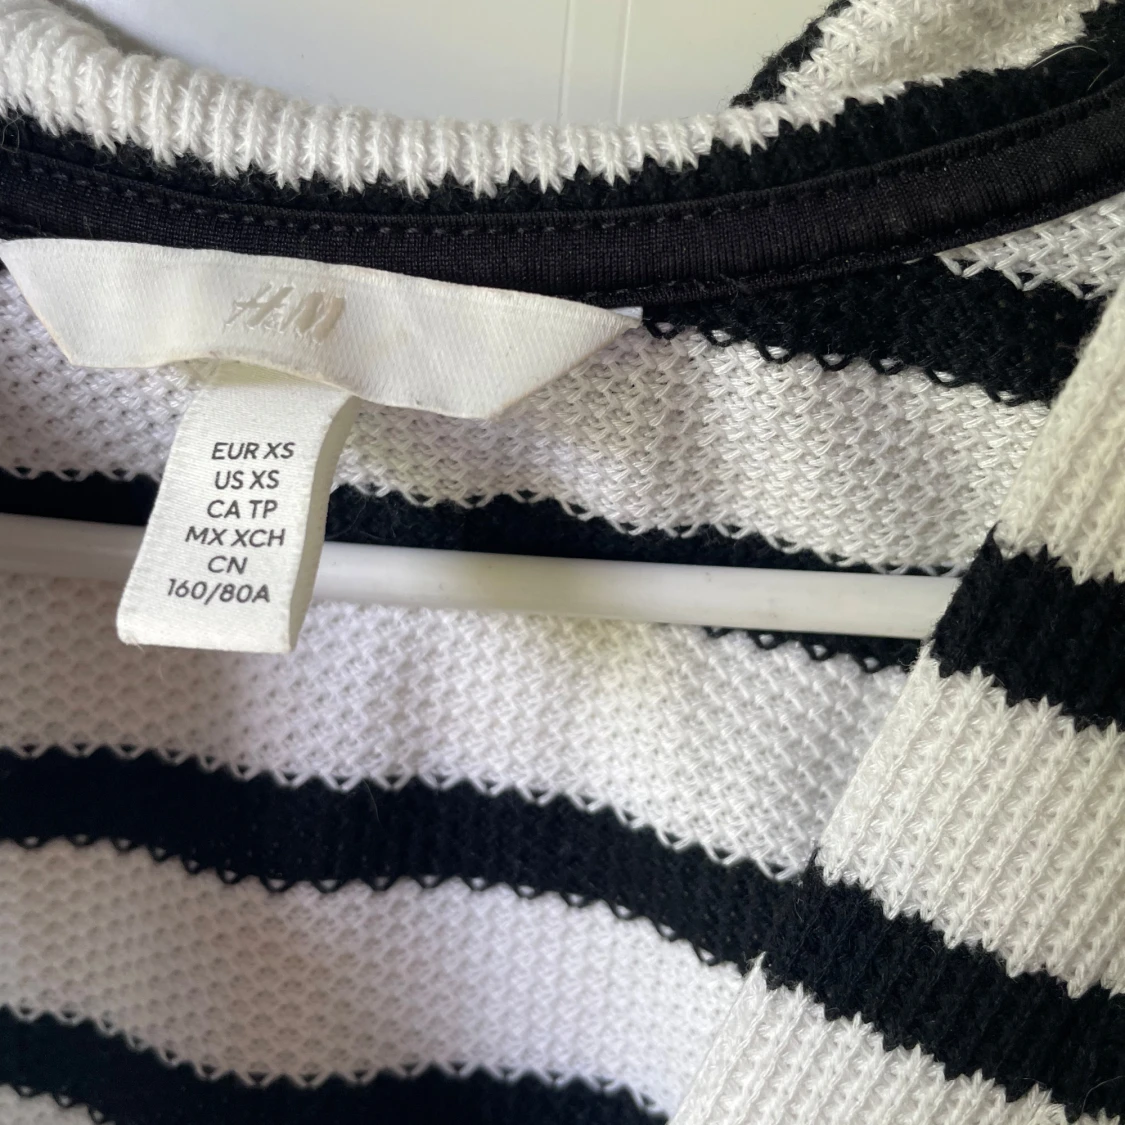 H&M
EUR XS
US XS
CA TP
MX XCH
CN
160/80A